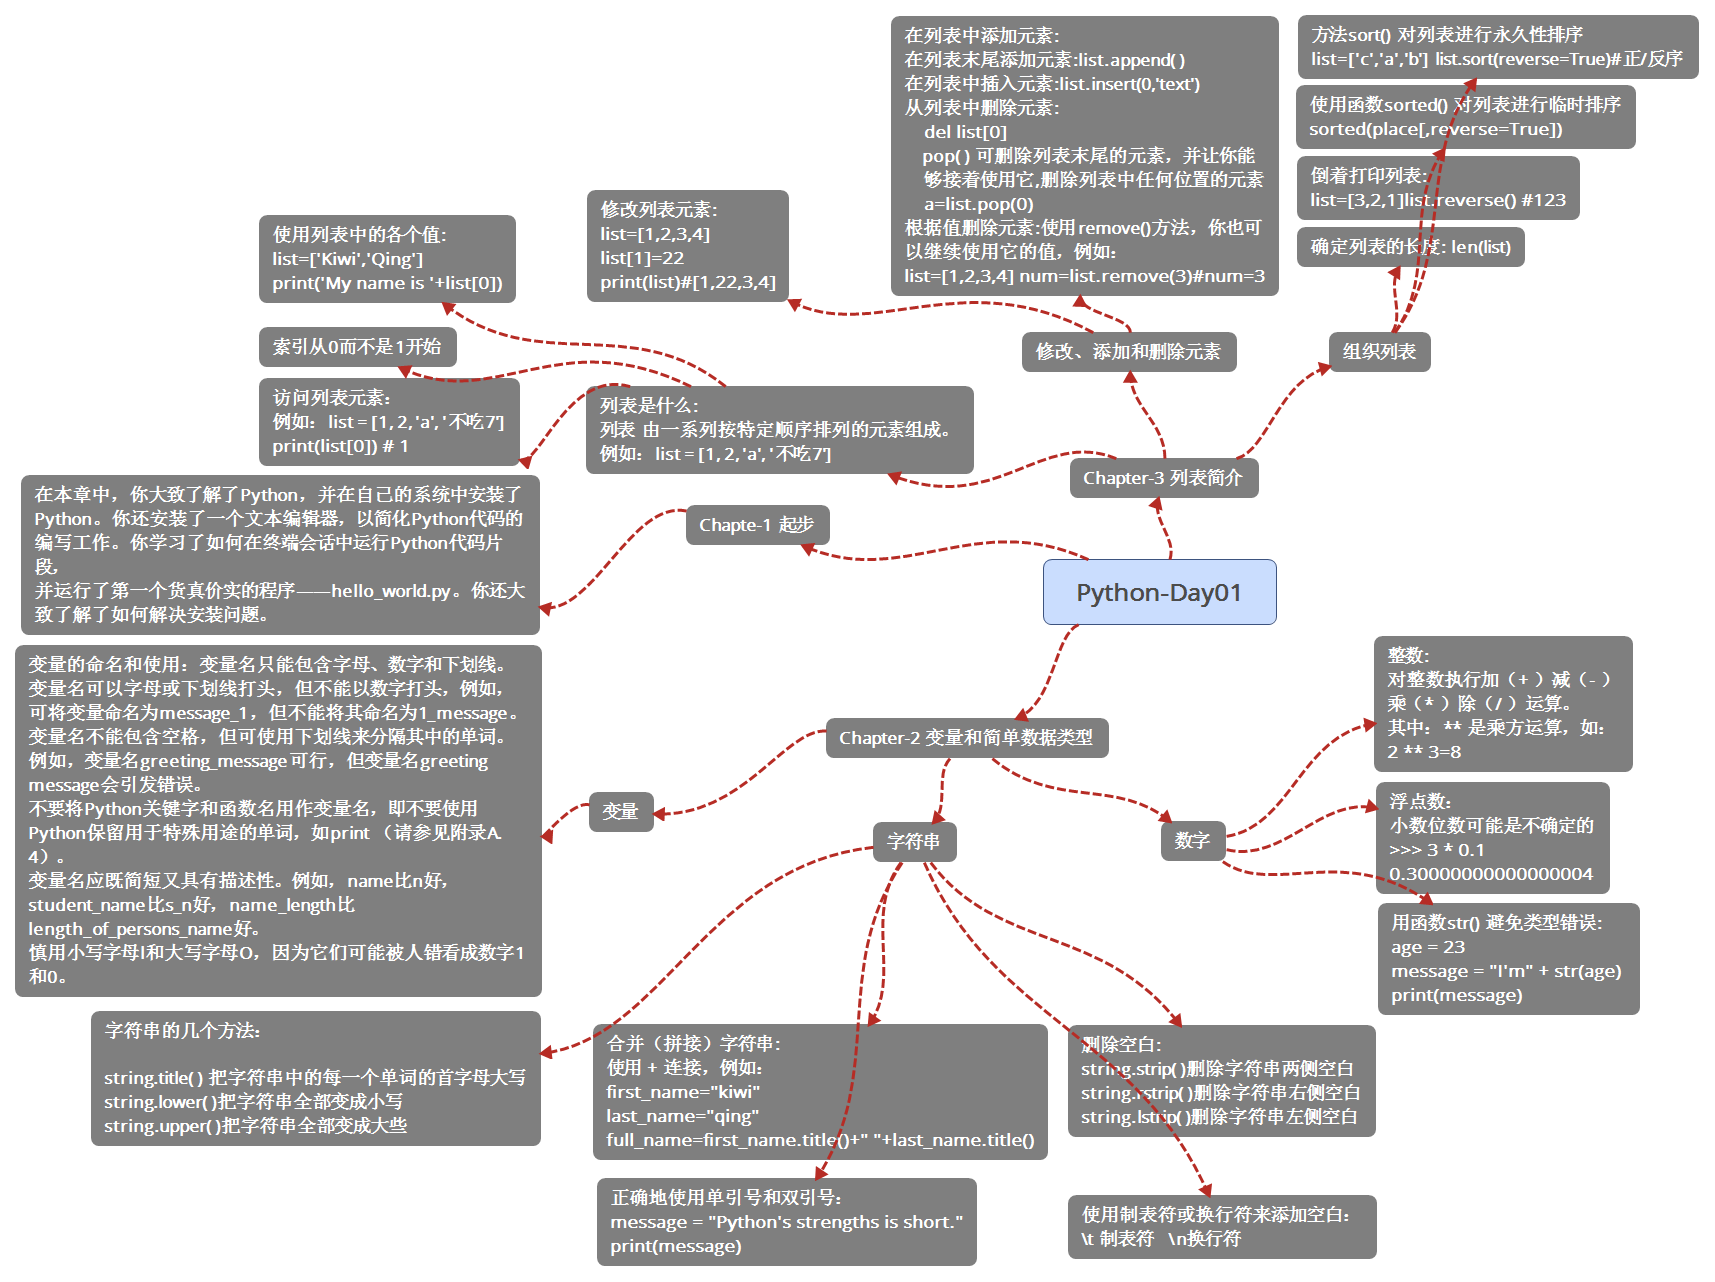 在列表中添加元素:
在列表末尾添加元素:list.append( )
在列表中插入元素:list.insert(0,'text')
从列表中删除元素:
del list[0]
pop( ) 可删除列表末尾的元素，并让你能
够接着使用它,删除列表中任何位置的元素
a=list.pop(0)
根据值删除元素:使用remove()方法，你也可
以继续使用它的值，例如:
list=[1,2,3,4] num=list.remove(3)#num=3
方法sort() 对列表进行永久性排序
list=['c','a','b'] list.sort(reverse=True)#正/反序
使用函数sorted() 对列表进行临时排序
sorted(place[,reverse=True])
倒着打印列表:
list=[3,2,1]list.reverse() #123
确定列表的长度: len(list)
修改列表元素:
list=[1,2,3,4]
list[1]=22
print(list)#[1,22,3,4]
使用列表中的各个值:
list=['Kiwi','Qing']
print('My name is '+list[0])
索引从0而不是1开始
访问列表元素：
例如：list = [1, 2, 'a', ' 不吃7']
print(list[0]) # 1
修改、添加和删除元素
组织列表
列表是什么:
列表 由一系列按特定顺序排列的元素组成。
例如：list = [1, 2, 'a', ' 不吃7']
Chapter-3 列表简介
在本章中，你大致了解了Python，并在自己的系统中安装了
Python。你还安装了一个文本编辑器，以简化Python代码的
编写工作。你学习了如何在终端会话中运行Python代码片
段，
并运行了第一个货真价实的程序——hello_world.py。你还大
致了解了如何解决安装问题。
Chapte-1 起步
Python-Day01
变量的命名和使用：变量名只能包含字母、数字和下划线。
变量名可以字母或下划线打头，但不能以数字打头，例如，
可将变量命名为message_1，但不能将其命名为1_message。
变量名不能包含空格，但可使用下划线来分隔其中的单词。
例如，变量名greeting_message可行，但变量名greeting
message会引发错误。
不要将Python关键字和函数名用作变量名，即不要使用
Python保留用于特殊用途的单词，如print （请参见附录A.
4）。
变量名应既简短又具有描述性。例如，name比n好，
student_name比s_n好，name_length比
length_of_persons_name好。
慎用小写字母l和大写字母O，因为它们可能被人错看成数字1
和0。
变量
Chapter-2 变量和简单数据类型
字符串
数字
整数:
对整数执行加（+ ）减（- ）
乘（* ）除（/ ）运算。
其中：** 是乘方运算，如：
2 ** 3=8
浮点数：
小数位数可能是不确定的
>>> 3 * 0.1
0.30000000000000004
用函数str() 避免类型错误:
age = 23
message = "I'm" + str(age)
print(message)
字符串的几个方法：
string.title( ) 把字符串中的每一个单词的首字母大写
string.lower( )把字符串全部变成小写
string.upper( )把字符串全部变成大些
合并（拼接）字符串：
使用 + 连接，例如：
first_name="kiwi"
last_name="qing"
full_name=first_name.title()+" "+last_name.title()
删除空白：
string.strip( )删除字符串两侧空白
string.rstrip( )删除字符串右侧空白
string.lstrip( )删除字符串左侧空白
正确地使用单引号和双引号：
message = "Python's strengths is short."
print(message)
使用制表符或换行符来添加空白：
\t 制表符 \n换行符